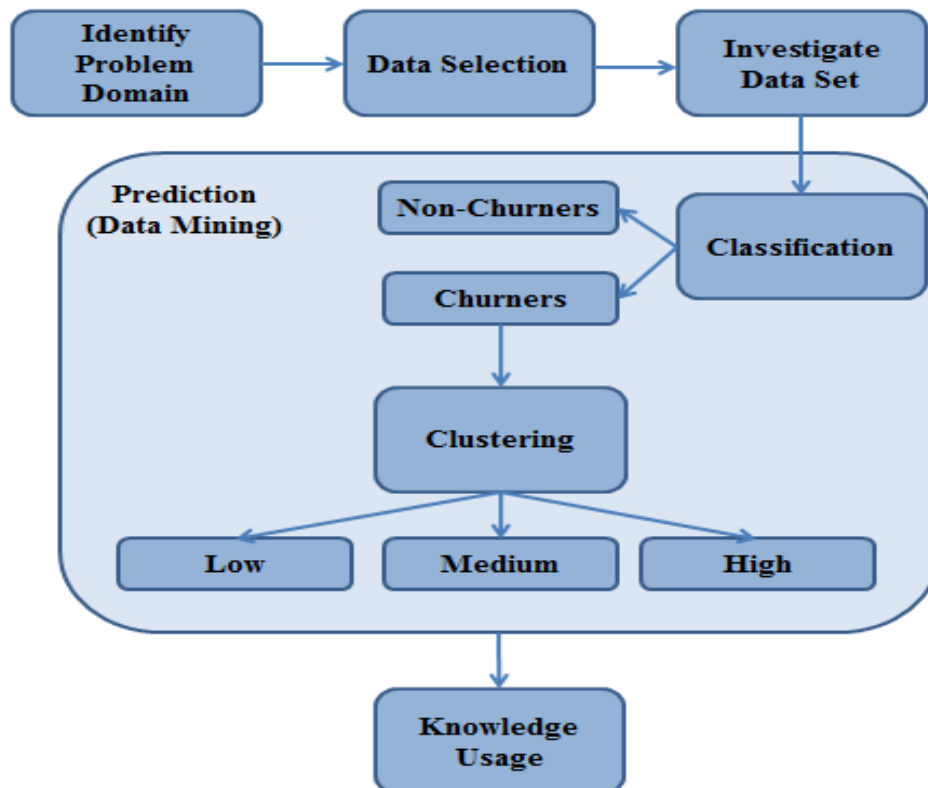 Identify
Problem
Domain
Data Selection
Investigate
Data Set
Prediction
(Data Mining)
Non-Churners
Classification
Churners
Clustering
Low
Medium
High
Knowledge
Usage